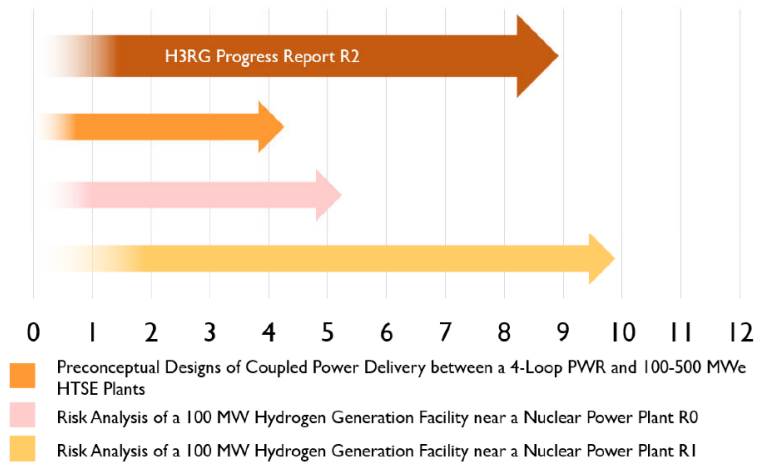 H3RG Progress Report R2
0 1 2 3 4 5 6 7 8 9 10 11 12
Preconceptual Designs of Coupled Power Delivery between a 4-Loop PWR and 100-500 MWe
HTSE Plants
Risk Analysis of a 100 MW Hydrogen Generation Facility near a Nuclear Power Plant R0
Risk Analysis of a 100 MW Hydrogen Generation Facility near a Nuclear Power Plant R1